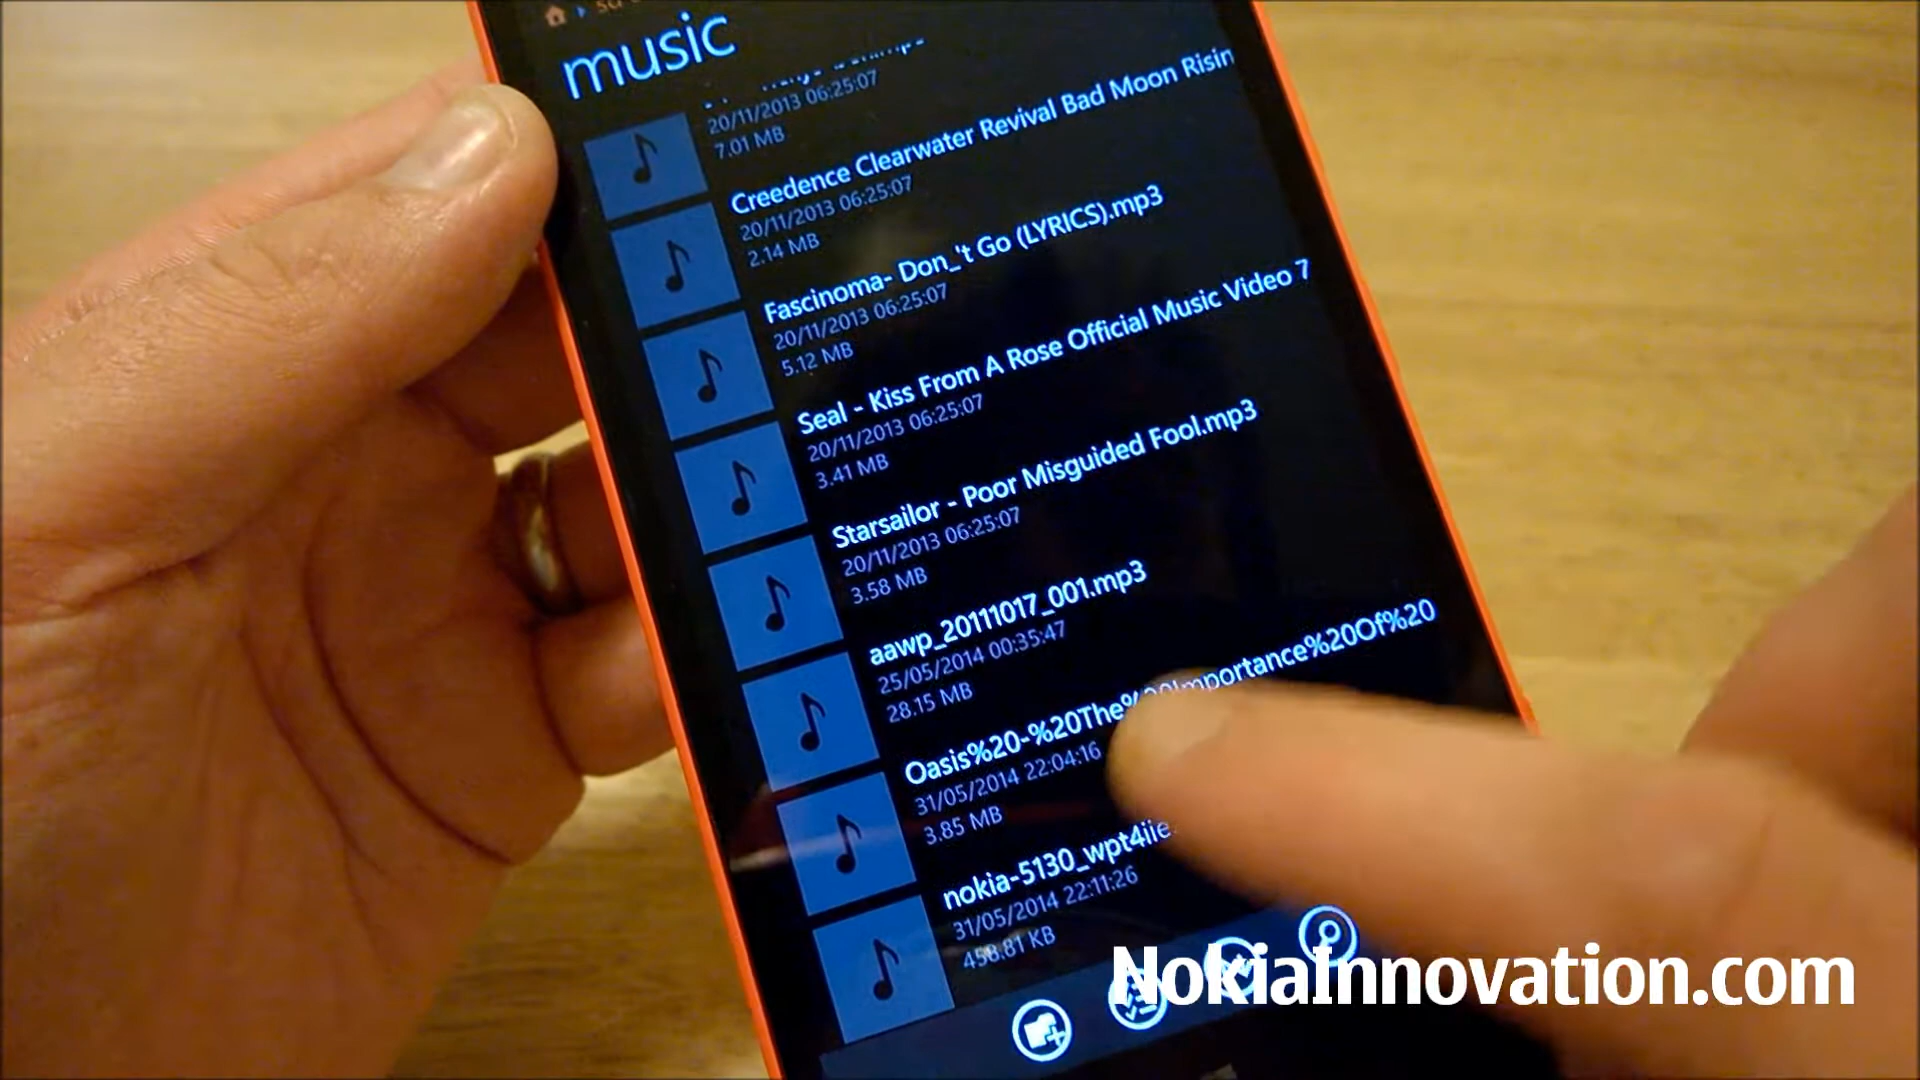 music
20/11/2013 06:25:07
7.01 MB
Creedence Clearwater Revival Bad Moon Risin
20/11/2013 06:25:07
2.14 MB
Fascinoma- Don_'t Go (LYRICS).mp3
20/11/2013 06:25:07
5.12 MB
Seal - Kiss From A Rose Official Music Video 7
20/11/2013 06:25:07
3.41 MB
Starsailor - Poor Misguided Fool.mp3
20/11/2013 06:25:07
3.58 MB
aawp_20111017_001.mp3
25/05/2014 00:35:47
28.15 MB
Oasis%20-%20The%20Importance%20Of%20
31/05/2014 22:04:16
3.85 MB
nokia-5130_wpt4iie
31/05/2014 22:11:26
458.81 KB
NokiaInnovation.com